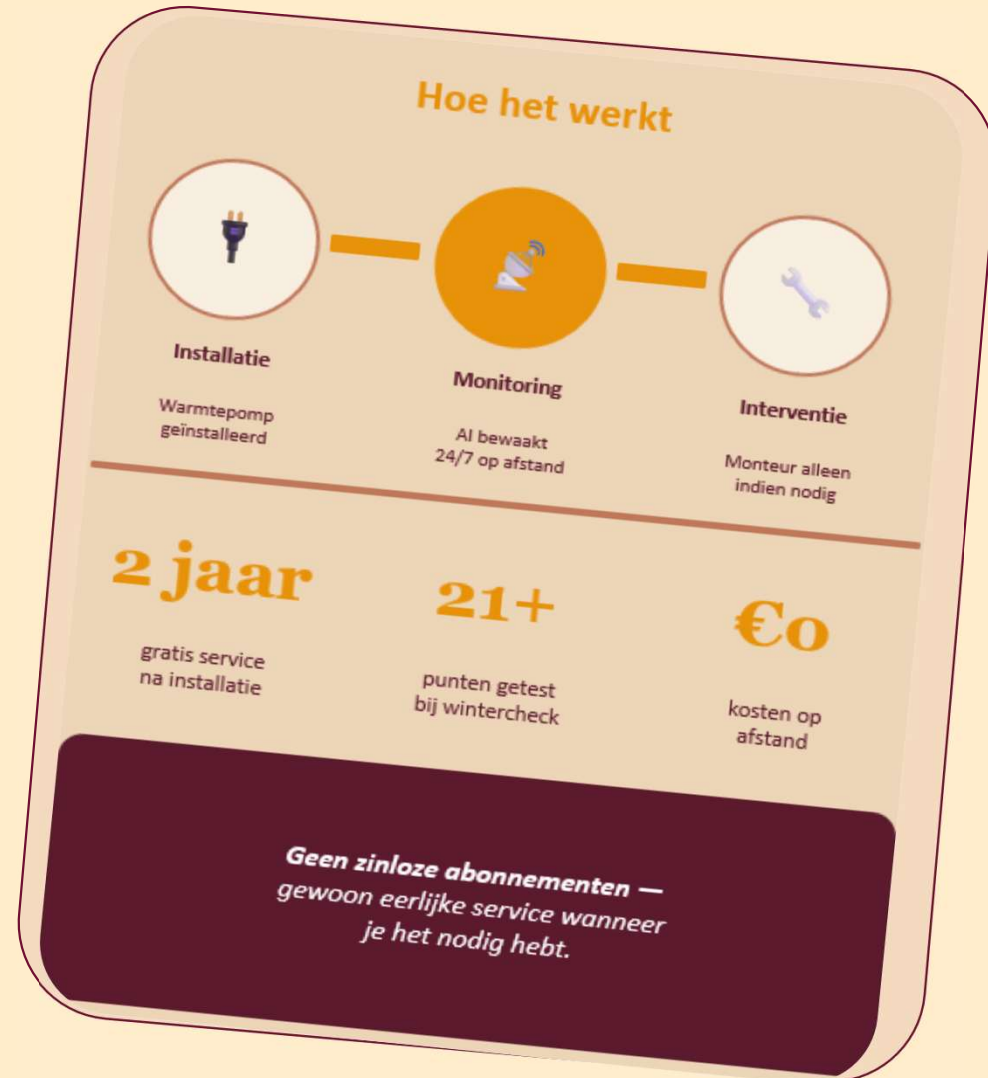 Hoe het werkt
Installatie
Warmtepomp
geïnstalleerd
Monitoring
AI bewaakt
24/7 op afstand
Interventie
Monteur alleen
indien nodig
2 jaar
gratis service
na installatie
21+
punten getest
bij wintercheck
€0
kosten op
afstand
Geen zinloze abonnementen —
gewoon eerlijke service wanneer
je het nodig hebt.